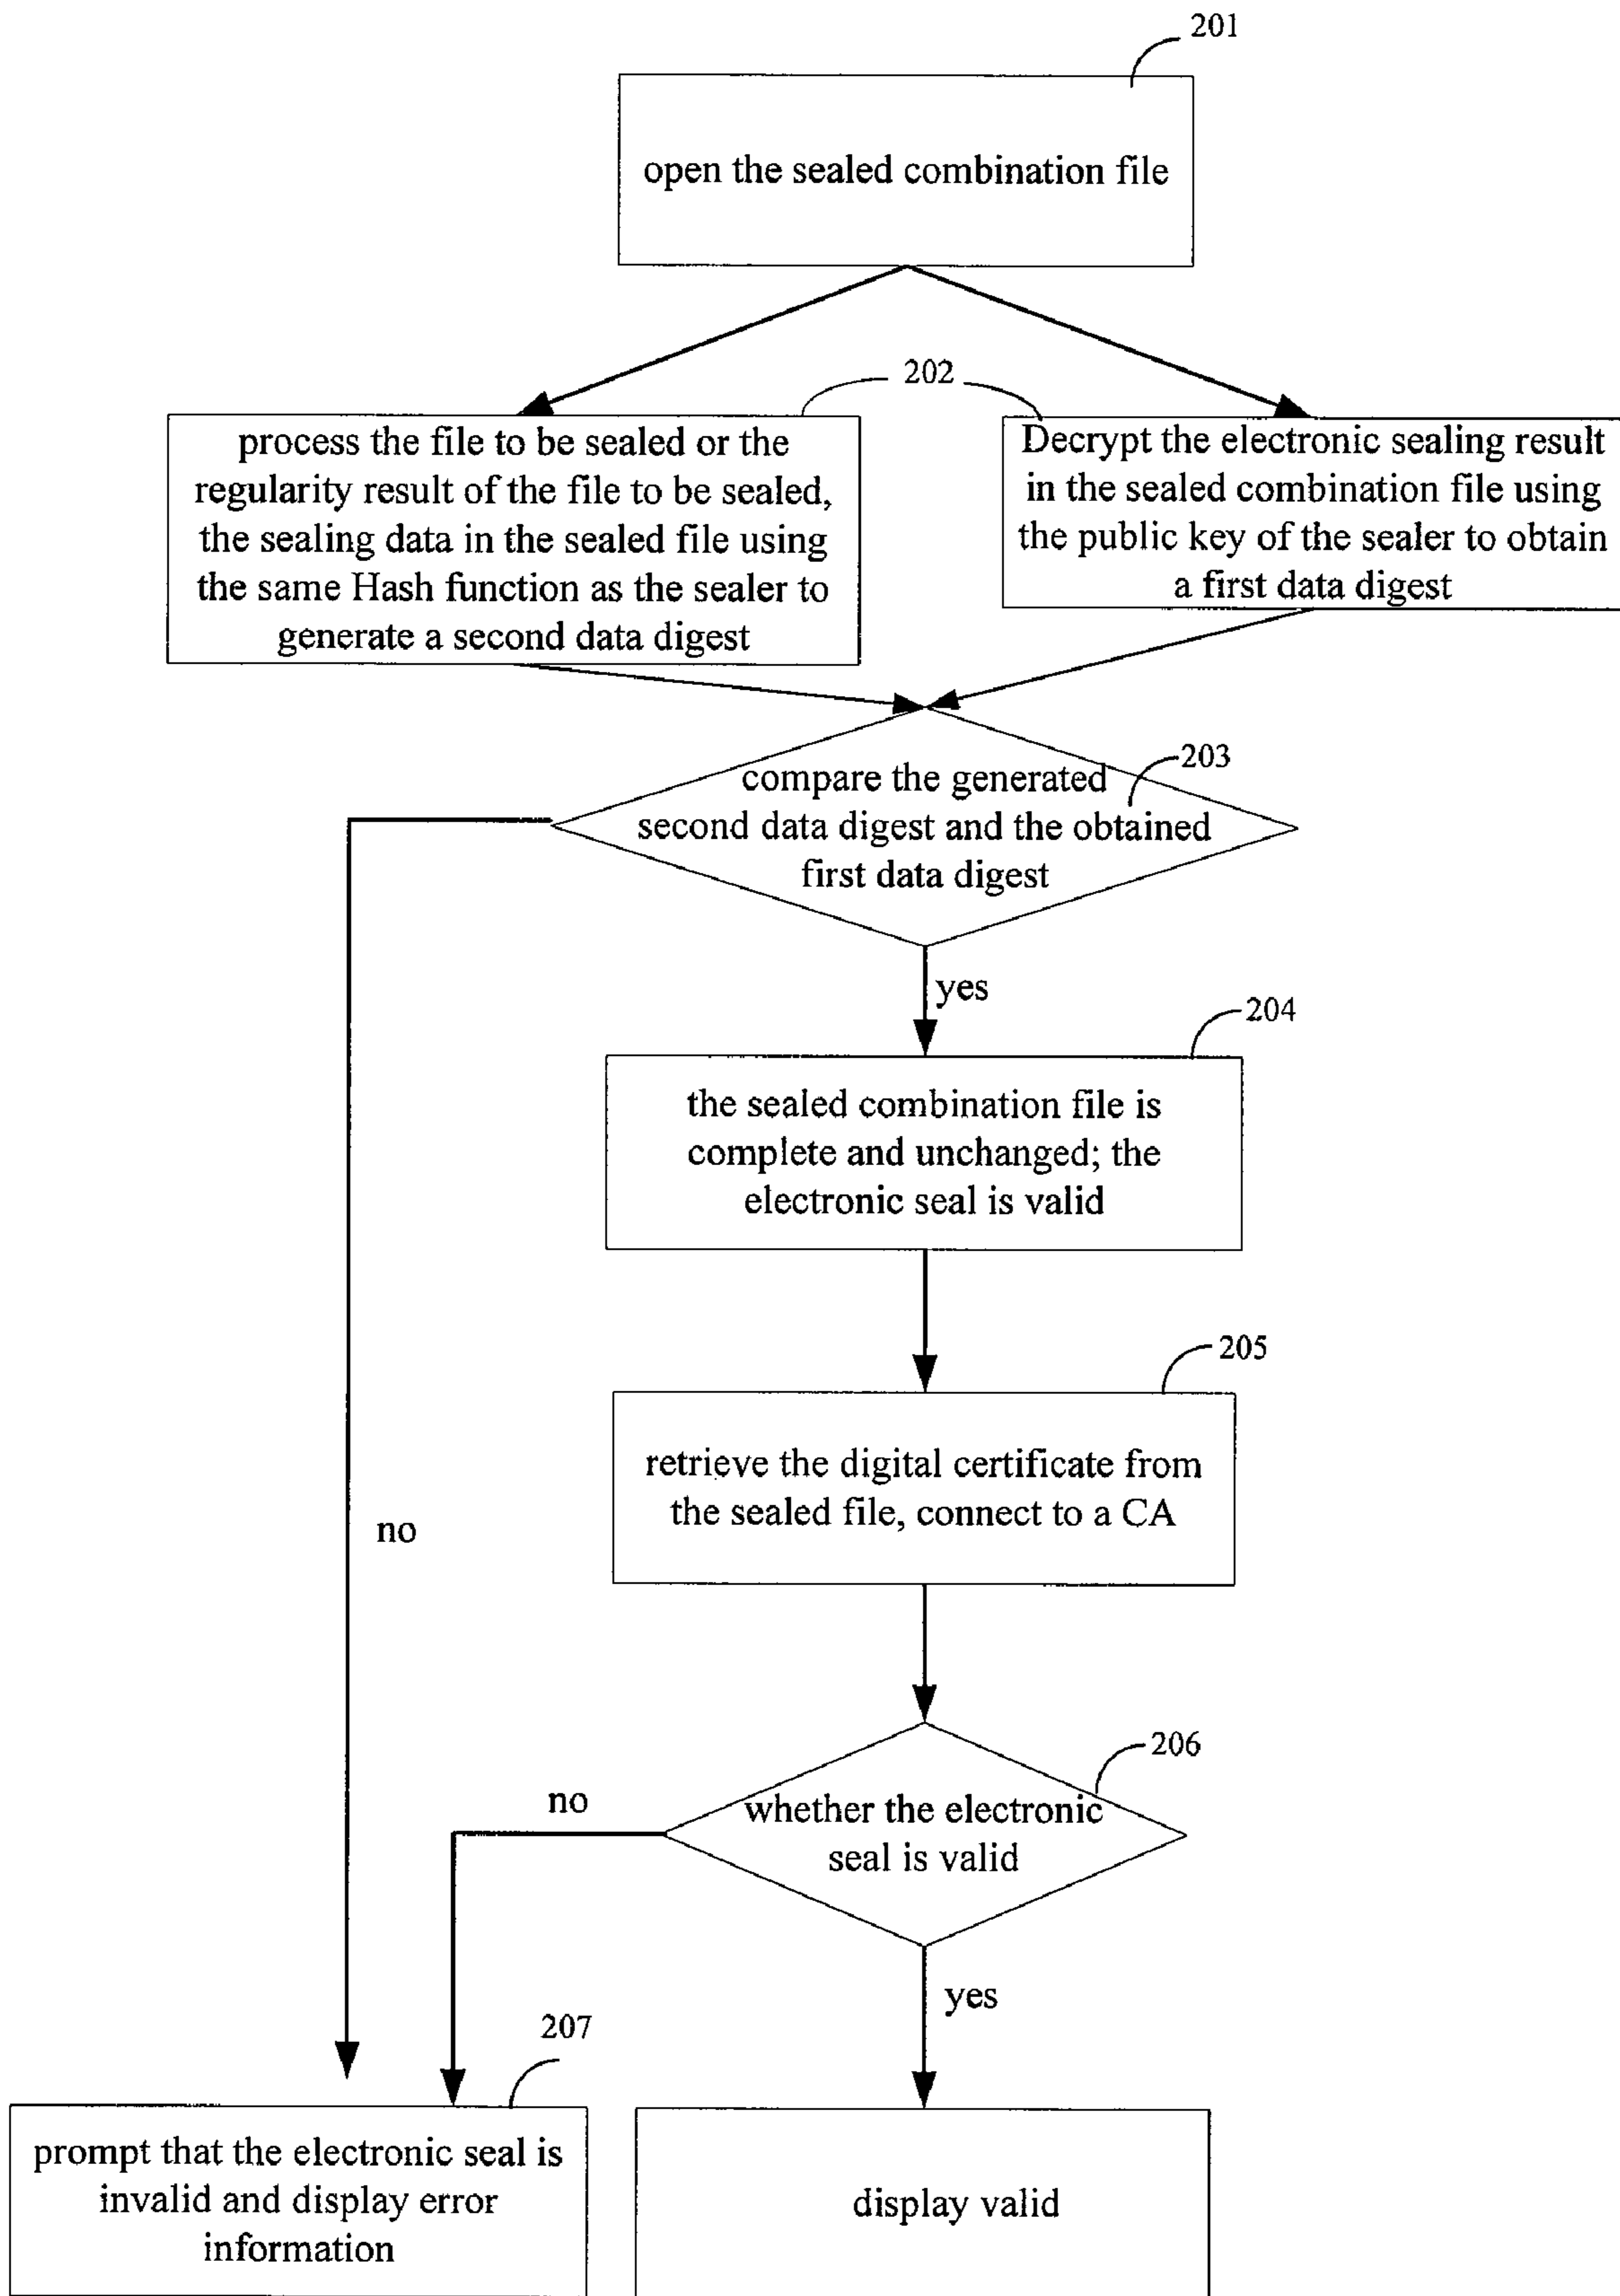 201
open the sealed combination file
202
process the file to be sealed or the
regularity result of the file to be sealed,
the sealing data in the sealed file using
the same Hash function as the sealer to
generate a second data digest
Decrypt the electronic sealing result
in the sealed combination file using
the public key of the sealer to obtain
a first data digest
203
compare the generated
second data digest and the obtained
first data digest
yes
204
the sealed combination file is
complete and unchanged; the
electronic seal is valid
205
retrieve the digital certificate from
the sealed file, connect to a CA
no
206
no
whether the electronic
seal is valid
yes
207
prompt that the electronic seal is
invalid and display error
information
display valid